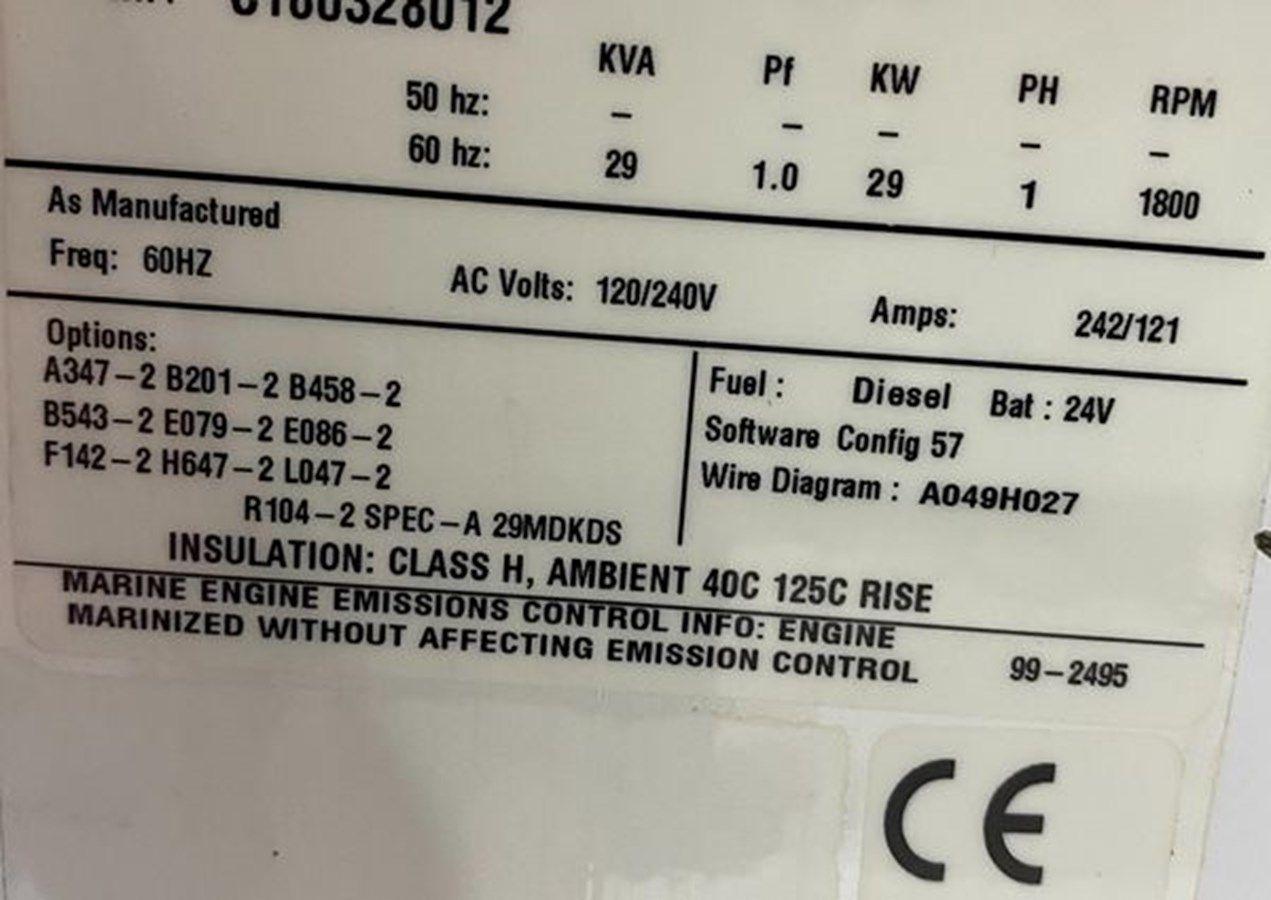 0160328012
KVA Pf KW PH RPM
50 hz: – – – – –
60 hz: 29 1.0 29 1 1800
As Manufactured
Freq: 60HZ AC Volts: 120/240V Amps: 242/121
Options:
A347–2 B201–2 B458–2
B543–2 E079–2 E086–2
F142–2 H647–2 L047–2
R104–2 SPEC–A 29MDKDS
Fuel : Diesel Bat : 24V
Software Config 57
Wire Diagram : A049H027
INSULATION: CLASS H, AMBIENT 40C 125C RISE
MARINE ENGINE EMISSIONS CONTROL INFO: ENGINE
MARINIZED WITHOUT AFFECTING EMISSION CONTROL 99–2495
CE